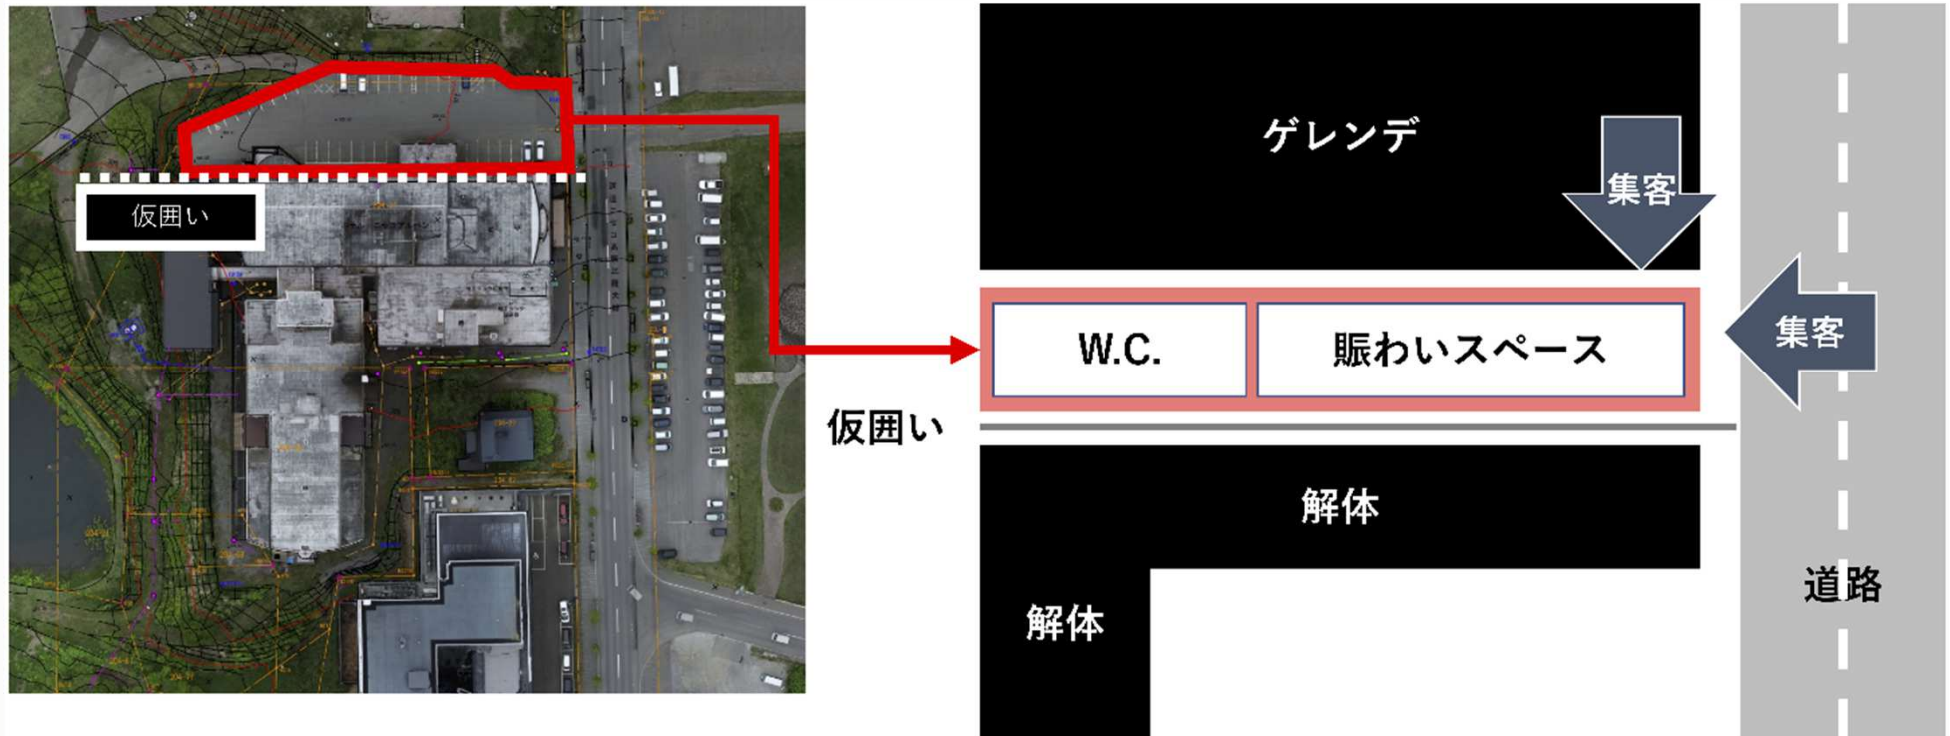 仮囲い
ゲレンデ
集客
W.C.
賑わいスペース
集客
仮囲い
解体
解体
道路